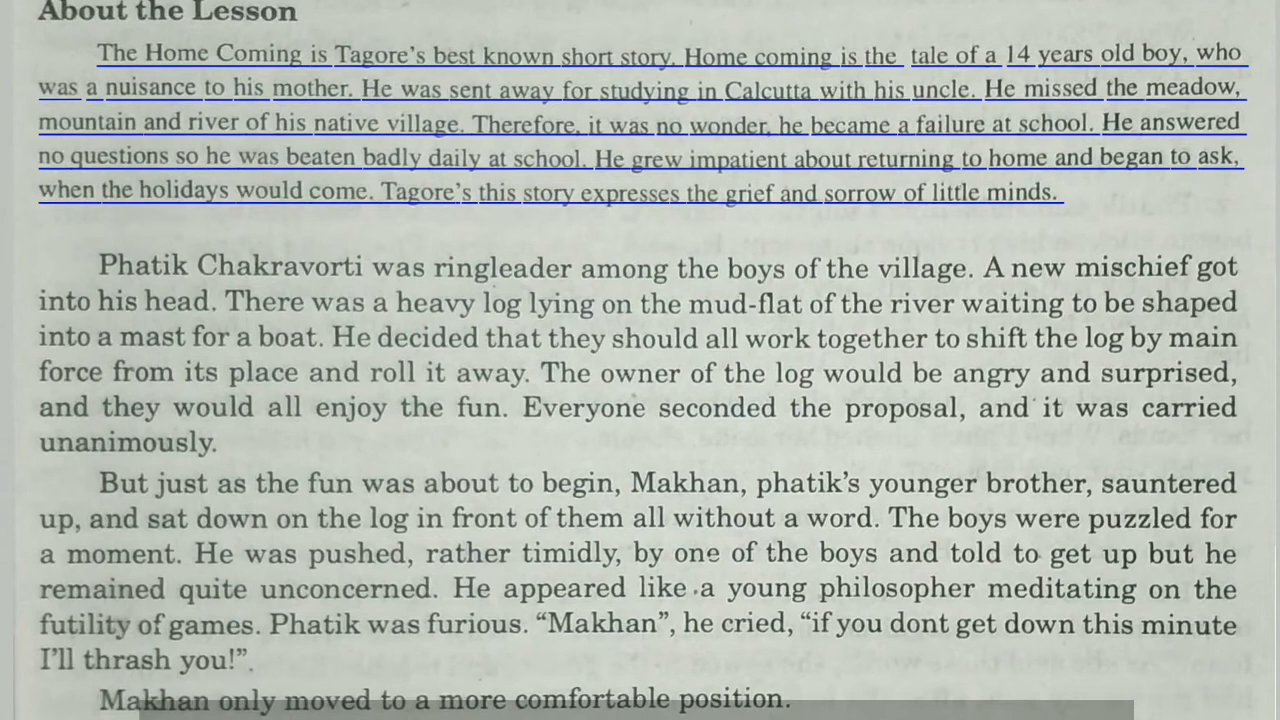 About the Lesson
The Home Coming is Tagore's best known short story. Home coming is the tale of a 14 years old boy, who
was a nuisance to his mother. He was sent away for studying in Calcutta with his uncle. He missed the meadow,
mountain and river of his native village. Therefore, it was no wonder, he became a failure at school. He answered
no questions so he was beaten badly daily at school. He grew impatient about returning to home and began to ask,
when the holidays would come. Tagore's this story expresses the grief and sorrow of little minds.
Phatik Chakravorti was ringleader among the boys of the village. A new mischief got
into his head. There was a heavy log lying on the mud-flat of the river waiting to be shaped
into a mast for a boat. He decided that they should all work together to shift the log by main
force from its place and roll it away. The owner of the log would be angry and surprised,
and they would all enjoy the fun. Everyone seconded the proposal, and it was carried
unanimously.
But just as the fun was about to begin, Makhan, phatik's younger brother, sauntered
up, and sat down on the log in front of them all without a word. The boys were puzzled for
a moment. He was pushed, rather timidly, by one of the boys and told to get up but he
remained quite unconcerned. He appeared like a young philosopher meditating on the
futility of games. Phatik was furious. “Makhan”, he cried, “if you dont get down this minute
I'll thrash you!”.
Makhan only moved to a more comfortable position.